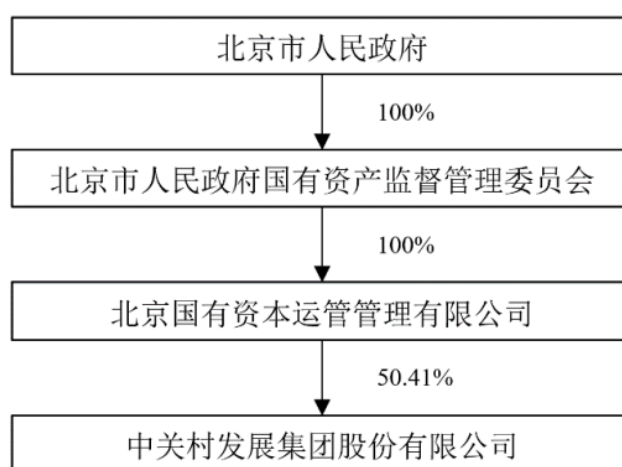 北京市人民政府
100%
北京市人民政府国有资产监督管理委员会
100%
北京国有资本运管管理有限公司
50.41%
中关村发展集团股份有限公司